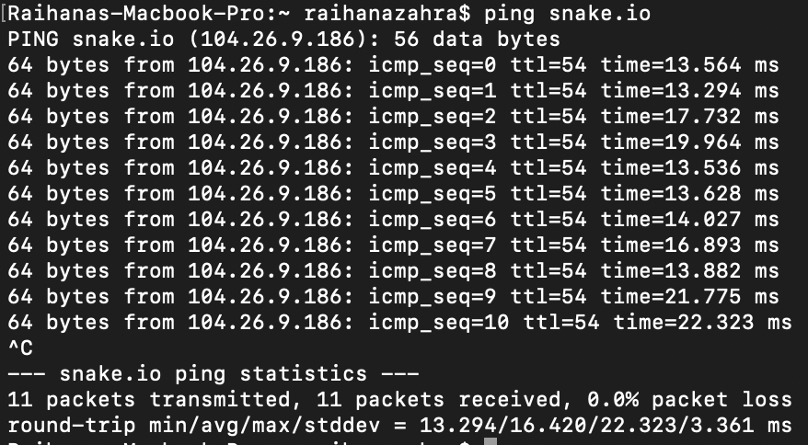 [Raihanas-Macbook-Pro:~ raihanazahra$ ping snake.io
PING snake.io (104.26.9.186): 56 data bytes
64 bytes from 104.26.9.186: icmp_seq=0 ttl=54 time=13.564 ms
64 bytes from 104.26.9.186: icmp_seq=1 ttl=54 time=13.294 ms
64 bytes from 104.26.9.186: icmp_seq=2 ttl=54 time=17.732 ms
64 bytes from 104.26.9.186: icmp_seq=3 ttl=54 time=19.964 ms
64 bytes from 104.26.9.186: icmp_seq=4 ttl=54 time=13.536 ms
64 bytes from 104.26.9.186: icmp_seq=5 ttl=54 time=13.628 ms
64 bytes from 104.26.9.186: icmp_seq=6 ttl=54 time=14.027 ms
64 bytes from 104.26.9.186: icmp_seq=7 ttl=54 time=16.893 ms
64 bytes from 104.26.9.186: icmp_seq=8 ttl=54 time=13.882 ms
64 bytes from 104.26.9.186: icmp_seq=9 ttl=54 time=21.775 ms
64 bytes from 104.26.9.186: icmp_seq=10 ttl=54 time=22.323 ms
^C
--- snake.io ping statistics ---
11 packets transmitted, 11 packets received, 0.0% packet loss
round-trip min/avg/max/stddev = 13.294/16.420/22.323/3.361 ms